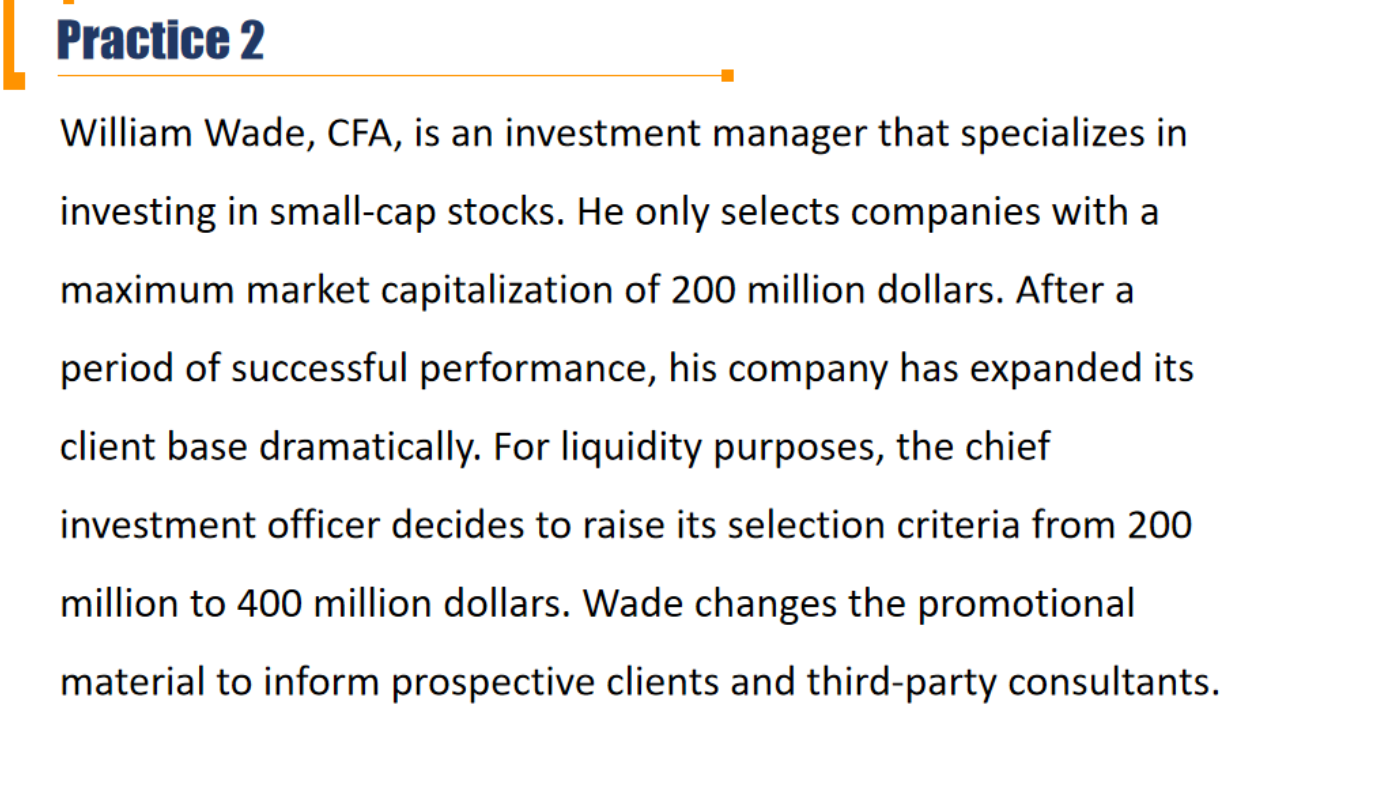 Practice 2
William Wade, CFA, is an investment manager that specializes in
investing in small-cap stocks. He only selects companies with a
maximum market capitalization of 200 million dollars. After a
period of successful performance, his company has expanded its
client base dramatically. For liquidity purposes, the chief
investment officer decides to raise its selection criteria from 200
million to 400 million dollars. Wade changes the promotional
material to inform prospective clients and third-party consultants.